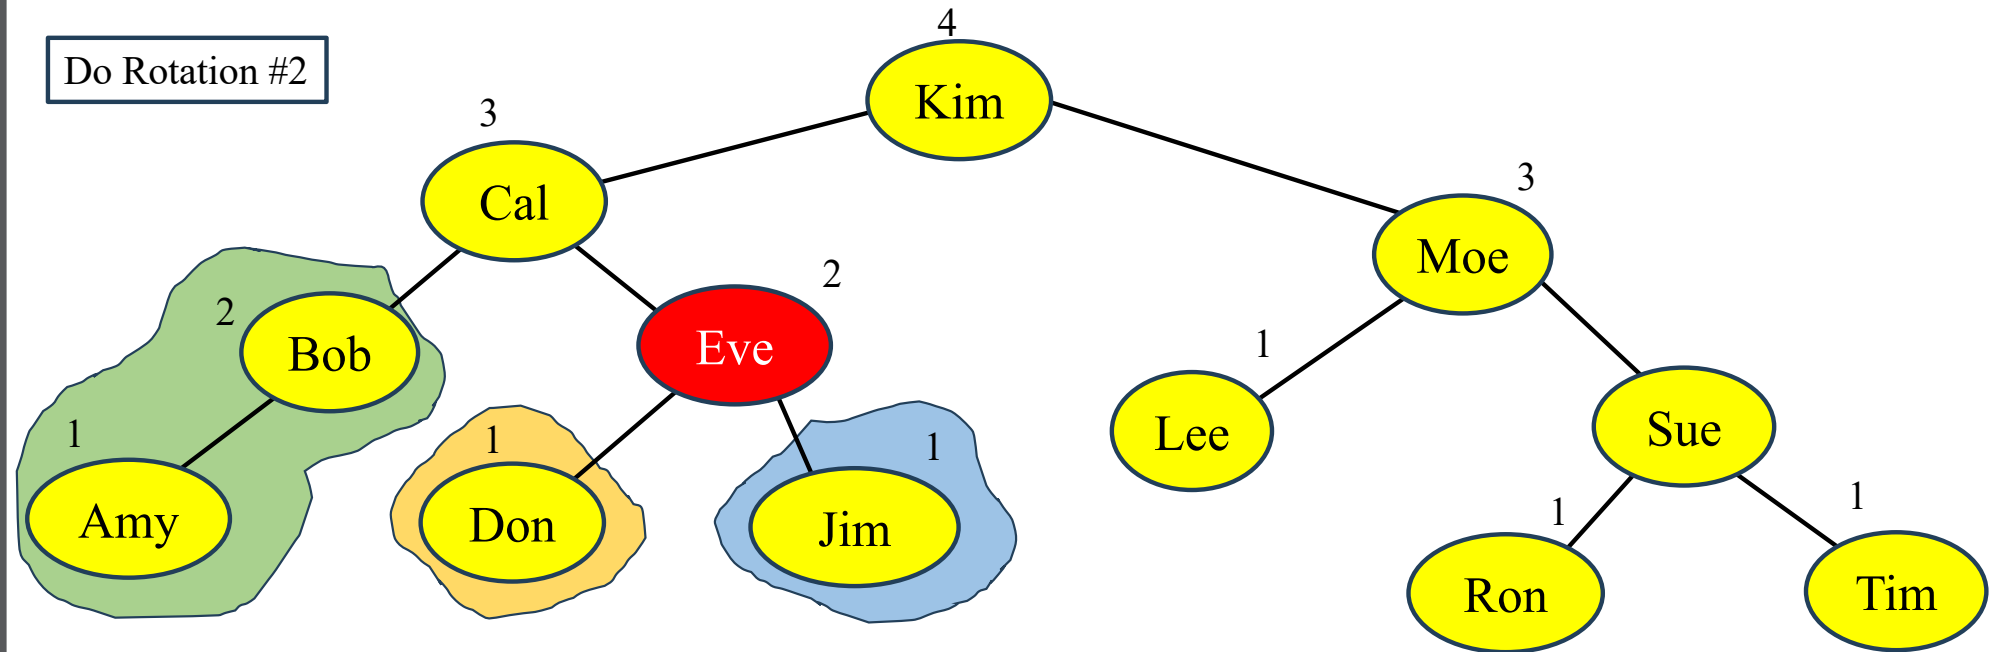 Do Rotation #2
4
Kim
3
Cal
3
Moe
2
Bob
2
Eve
1
Lee
Sue
1
Amy
1
Don
1
Jim
1
Ron
1
Tim